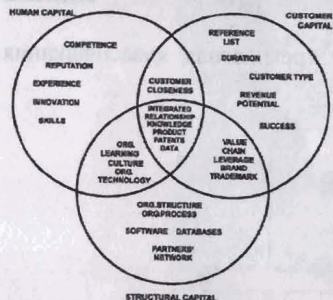 HUMAN CAPITAL
CUSTOMER
CAPITAL
COMPETENCE
REPUTATION
EXPERIENCE
INNOVATION
SKILLS
CUSTOMER
CLOSENESS
REFERENCE
LIST
DURATION
CUSTOMER TYPE
REVENUE
POTENTIAL
SUCCESS
INTEGRATED
RELATIONSHIP
KNOWLEDGE
PRODUCT
PATENTS
DATA
ORG.
LEARNING
CULTURE
ORG.
TECHNOLOGY
VALUE
CHAIN
LEVERAGE
BRAND
TRADEMARK
ORG.STRUCTURE
ORG.PROCESS
SOFTWARE DATABASES
PARTNERS'
NETWORK
STRUCTURAL CAPITAL